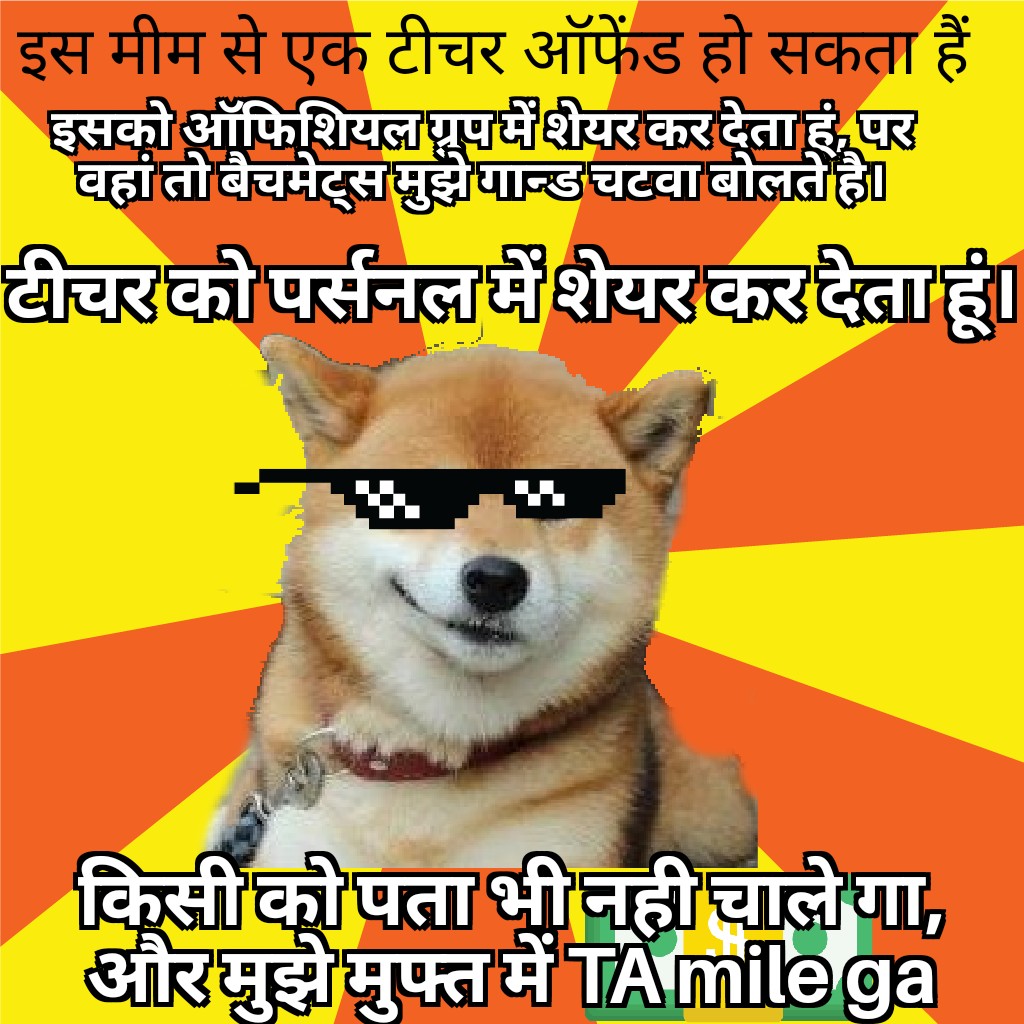 इस मीम से एक टीचर ऑफेंड हो सकता हैं
इसको ऑफिशियल ग्रुप में शेयर कर देता हूं, पर
वहां तो बैचमेट्स मुझे गान्ड चटवा बोलते है।
टीचर को पर्सनल में शेयर कर देता हूं।
किसी को पता भी नही चाले गा,
और मुझे मुफ्त में TA mile ga